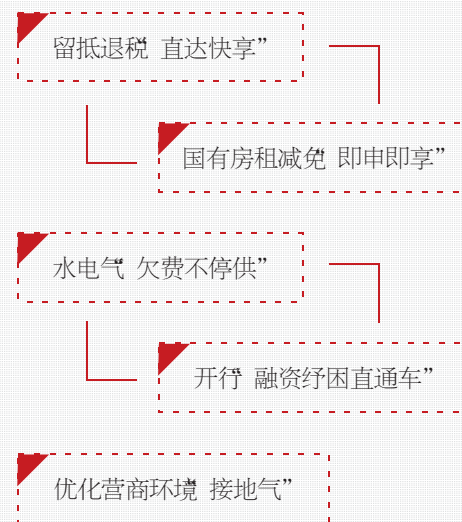 留抵退税“直达快享”
国有房租减免“即申即享”
水电气“欠费不停供”
开行“融资纾困直通车”
优化营商环境“接地气”